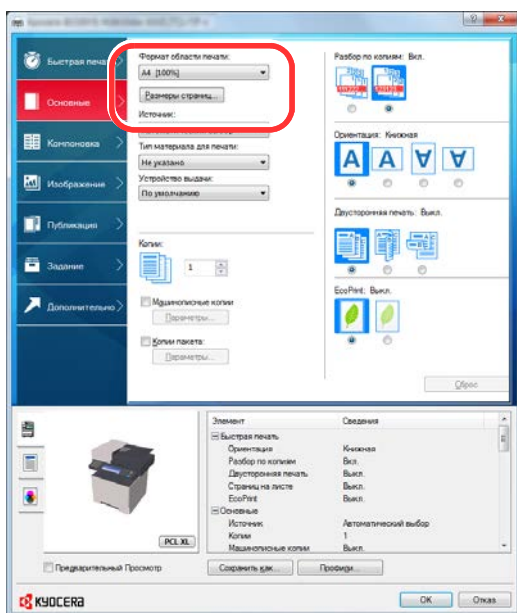 Быстрая печать
Основные
Компоновка
Изображение
Публикация
Задание
Дополнительно
Формат области печати:
A4 [100%]
Размеры страниц...
Источник:
Тип материала для печати:
Не указано
Устройство выдачи:
По умолчанию
Копии:
1
Машинописные копии
Параметры...
Копии пакета:
Параметры...
Разбор по копиям: Вкл.
Ориентация: Книжная
A A A A
Двусторонняя печать: Выкл.
EcoPrint: Выкл.
Сброс
PCL XL
Предварительный Просмотр
Элемент Сведения
Быстрая печать
Ориентация Книжная
Разбор по копиям Вкл.
Двусторонняя печать Выкл.
Страниц на листе Выкл.
EcoPrint Выкл.
Основные
Источник Автоматический выбор
Копии 1
Машинописные копии Выкл.
Сохранить как... Профили...
KYOCERA
OK Отказ